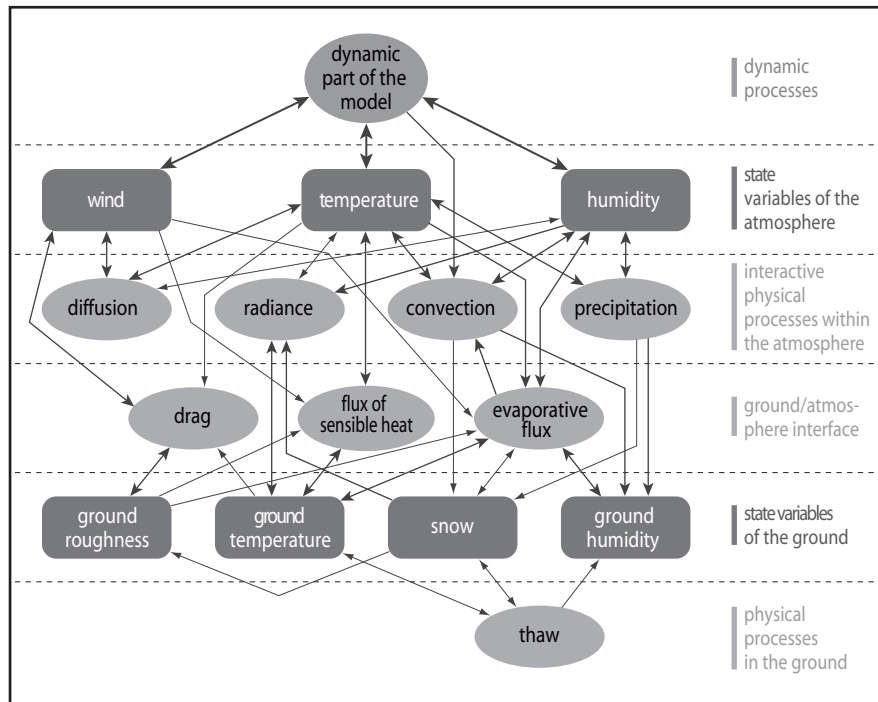 dynamic
part of the
model
dynamic
processes
wind
temperature
humidity
state
variables of the
atmosphere
diffusion
radiance
convection
precipitation
interactive
physical
processes within
the atmosphere
drag
flux of
sensible heat
evaporative
flux
ground/atmos-
phere interface
ground
roughness
ground
temperature
snow
ground
humidity
state variables
of the ground
thaw
physical
processes
in the ground